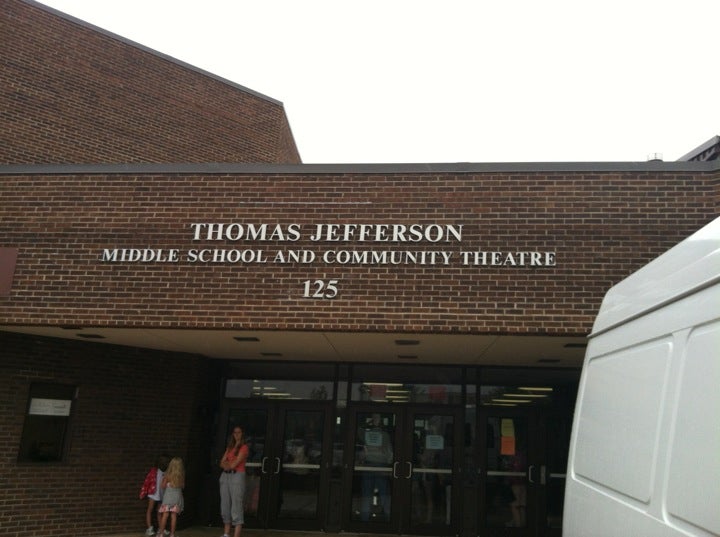 THOMAS JEFFERSON
MIDDLE SCHOOL AND COMMUNITY THEATRE
125